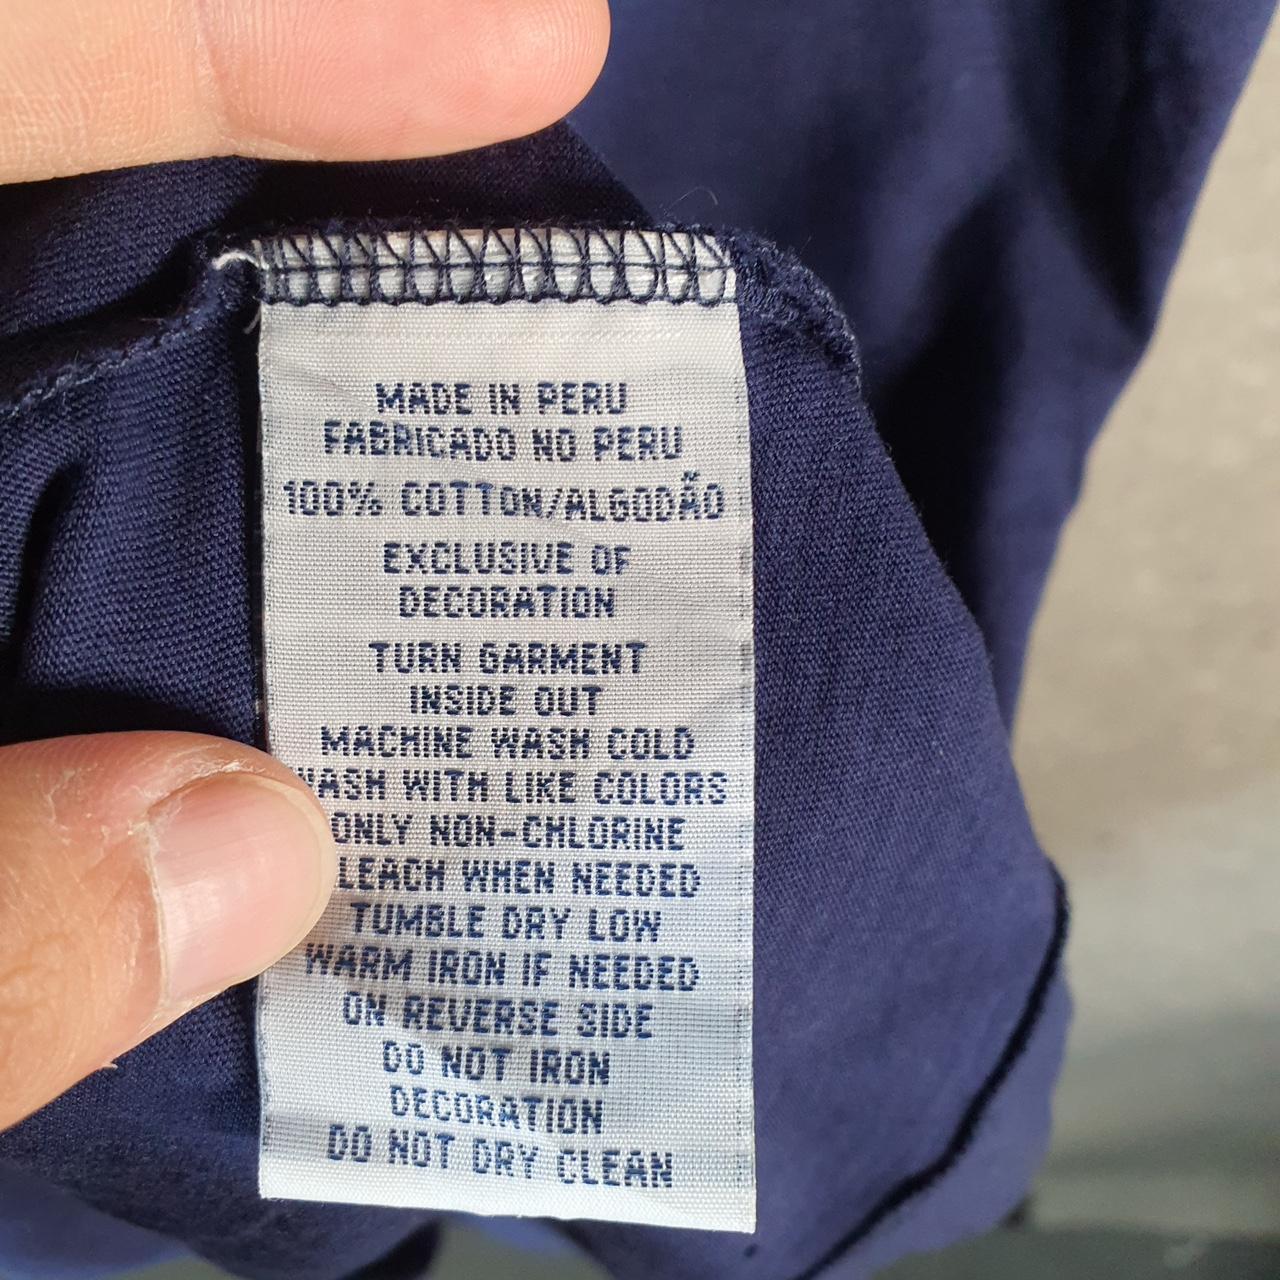 MADE IN PERU
FABRICADO NO PERU
100% COTTON/ALGODÃO
EXCLUSIVE OF
DECORATION
TURN GARMENT
INSIDE OUT
MACHINE WASH COLD
WASH WITH LIKE COLORS
ONLY NON-CHLORINE
BLEACH WHEN NEEDED
TUMBLE DRY LOW
WARM IRON IF NEEDED
ON REVERSE SIDE
DO NOT IRON
DECORATION
DO NOT DRY CLEAN